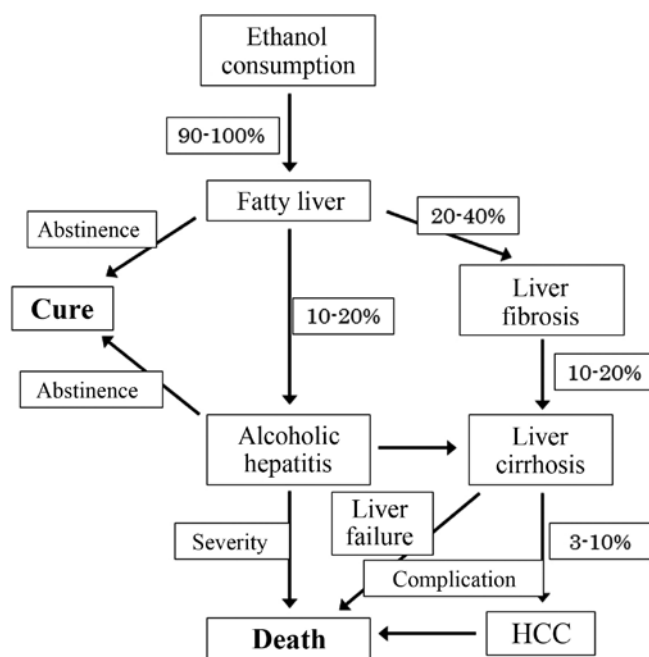 Ethanol
consumption
90-100%
Fatty liver
20-40%
Abstinence
Cure
Liver
fibrosis
10-20%
10-20%
Abstinence
Alcoholic
hepatitis
Liver
cirrhosis
Liver
failure
Severity
3-10%
Complication
Death
HCC